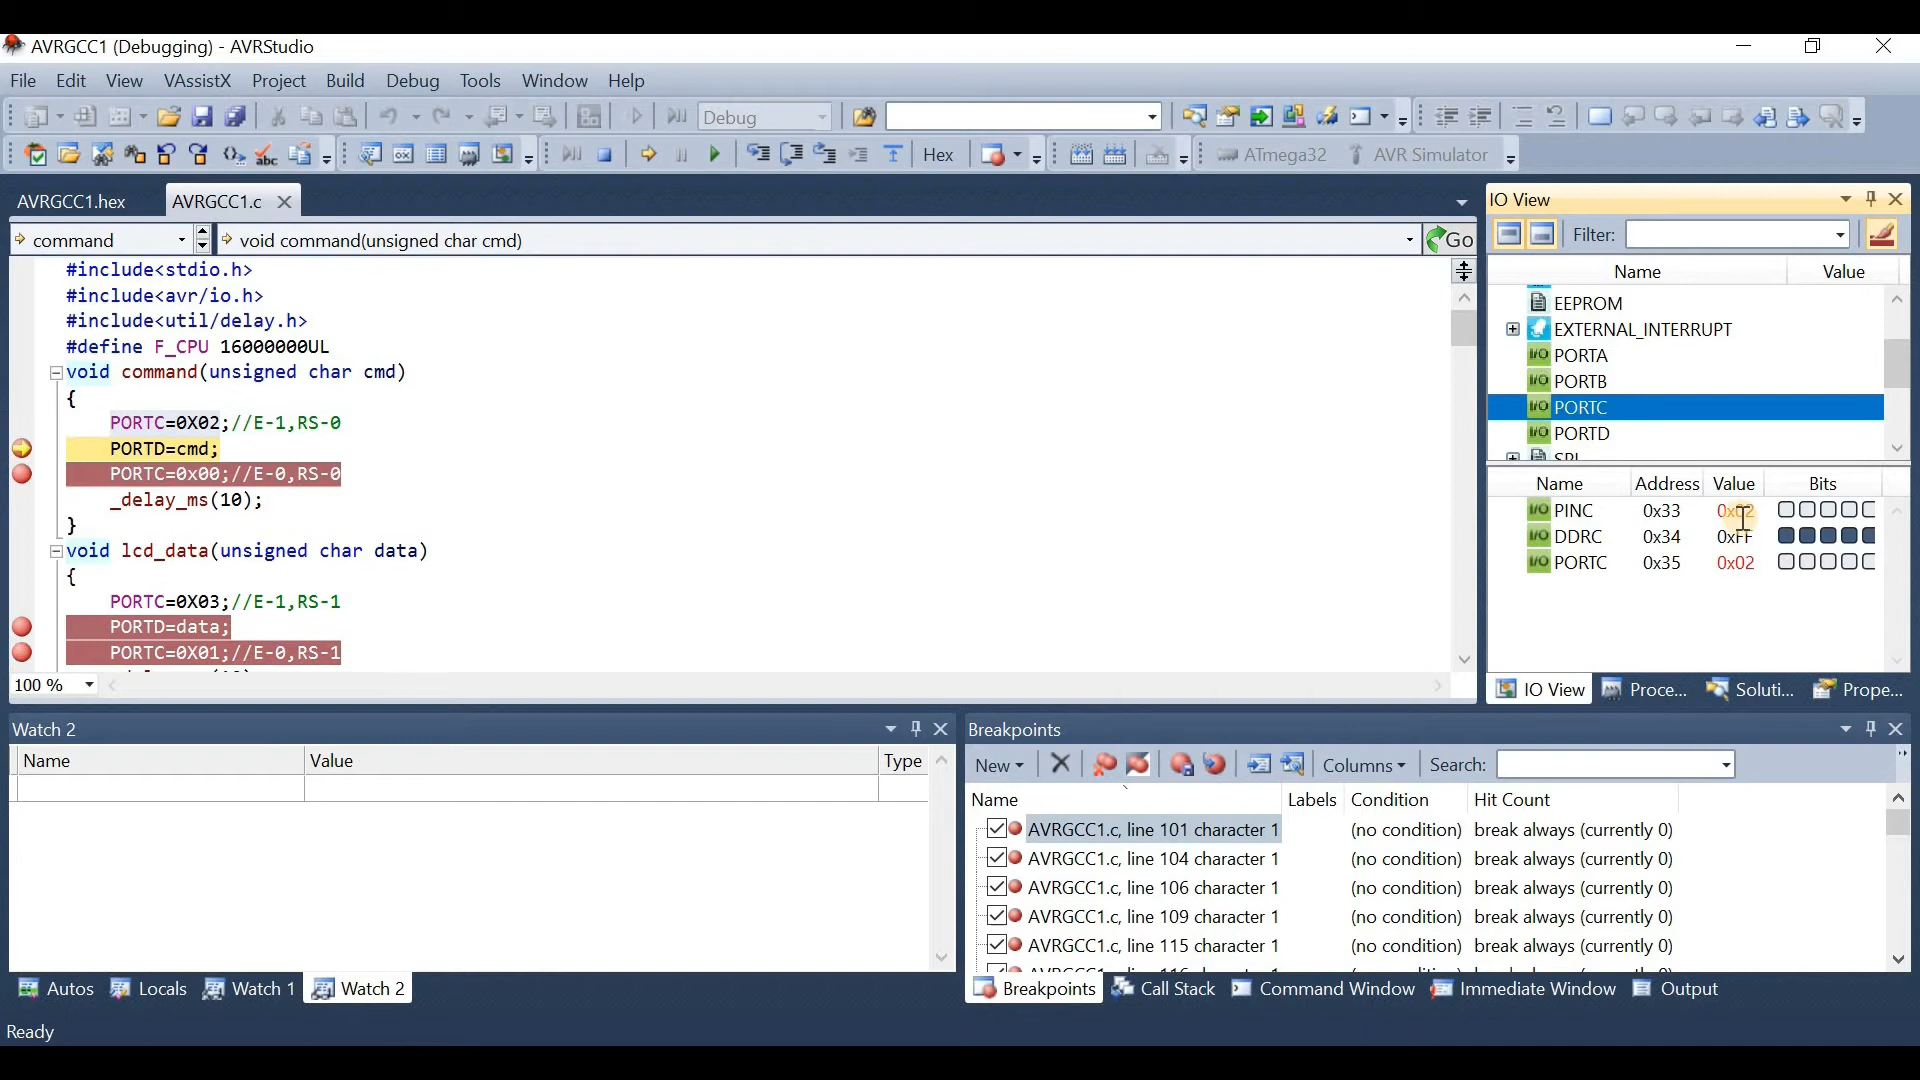 AVRGCC1 (Debugging) - AVRStudio
File Edit View VAssistX Project Build Debug Tools Window Help
Debug
Hex ATmega32 AVR Simulator
AVRGCC1.hex AVRGCC1.c
command void command(unsigned char cmd) Go
#include<stdio.h>
#include<avr/io.h>
#include<util/delay.h>
#define F_CPU 16000000UL
void command(unsigned char cmd)
{
PORTC=0X02;//E-1,RS-0
PORTD=cmd;
PORTC=0x00;//E-0,RS-0
_delay_ms(10);
}
void lcd_data(unsigned char data)
{
PORTC=0X03;//E-1,RS-1
PORTD=data;
PORTC=0X01;//E-0,RS-1
100 %
IO View
Filter:
Name Value
EEPROM
EXTERNAL_INTERRUPT
I/O PORTA
I/O PORTB
I/O PORTC
I/O PORTD
SPI
Name Address Value Bits
I/O PINC 0x33 0x02
I/O DDRC 0x34 0xFF
I/O PORTC 0x35 0x02
IO View Proce... Soluti... Prope...
Watch 2
Name Value Type
Autos Locals Watch 1 Watch 2
Breakpoints
New Columns Search:
Name Labels Condition Hit Count
AVRGCC1.c, line 101 character 1 (no condition) break always (currently 0)
AVRGCC1.c, line 104 character 1 (no condition) break always (currently 0)
AVRGCC1.c, line 106 character 1 (no condition) break always (currently 0)
AVRGCC1.c, line 109 character 1 (no condition) break always (currently 0)
AVRGCC1.c, line 115 character 1 (no condition) break always (currently 0)
Breakpoints Call Stack Command Window Immediate Window Output
Ready